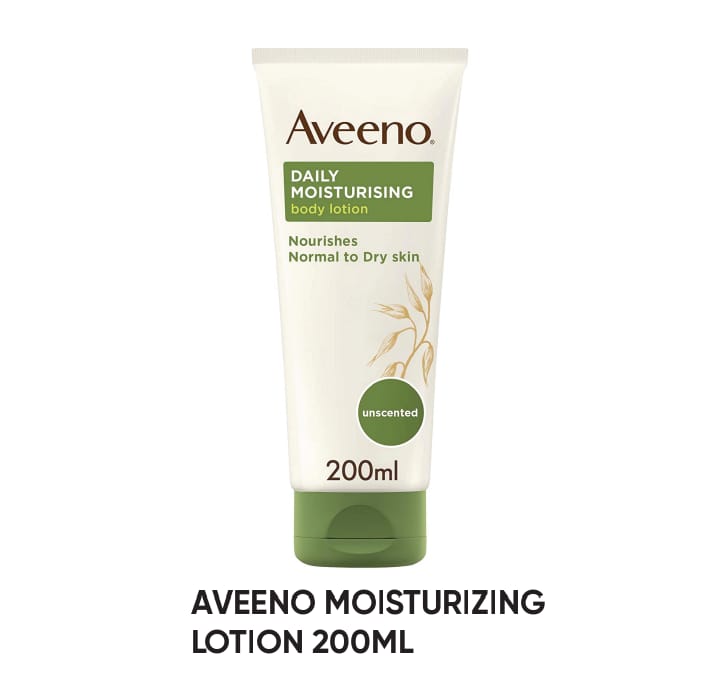 Aveeno®
DAILY
MOISTURISING
body lotion
Nourishes
Normal to Dry skin
unscented
200ml
AVEENO MOISTURIZING
LOTION 200ML